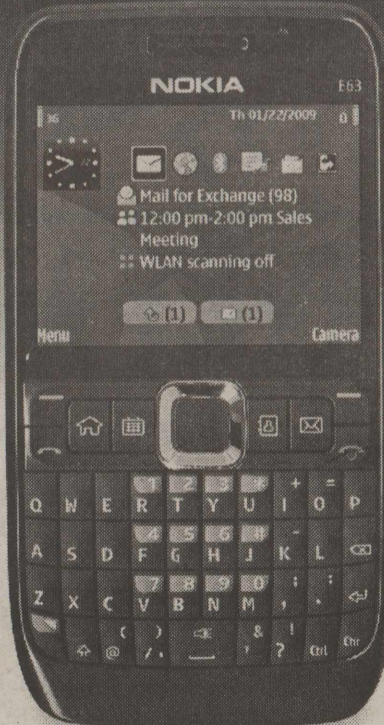 NOKIA E63
3G Th 01/22/2009
Mail for Exchange (98)
12:00 pm-2:00 pm Sales
Meeting
WLAN scanning off
(1) (1)
Menu Camera
1 2 3 * + =
Q W E R T Y U I O P
4 5 6 # -
A S D F G H J K L
7 8 9 0 ; :
Z X C V B N M , .
( ) & !
@ / . ' ? Ctrl Chr